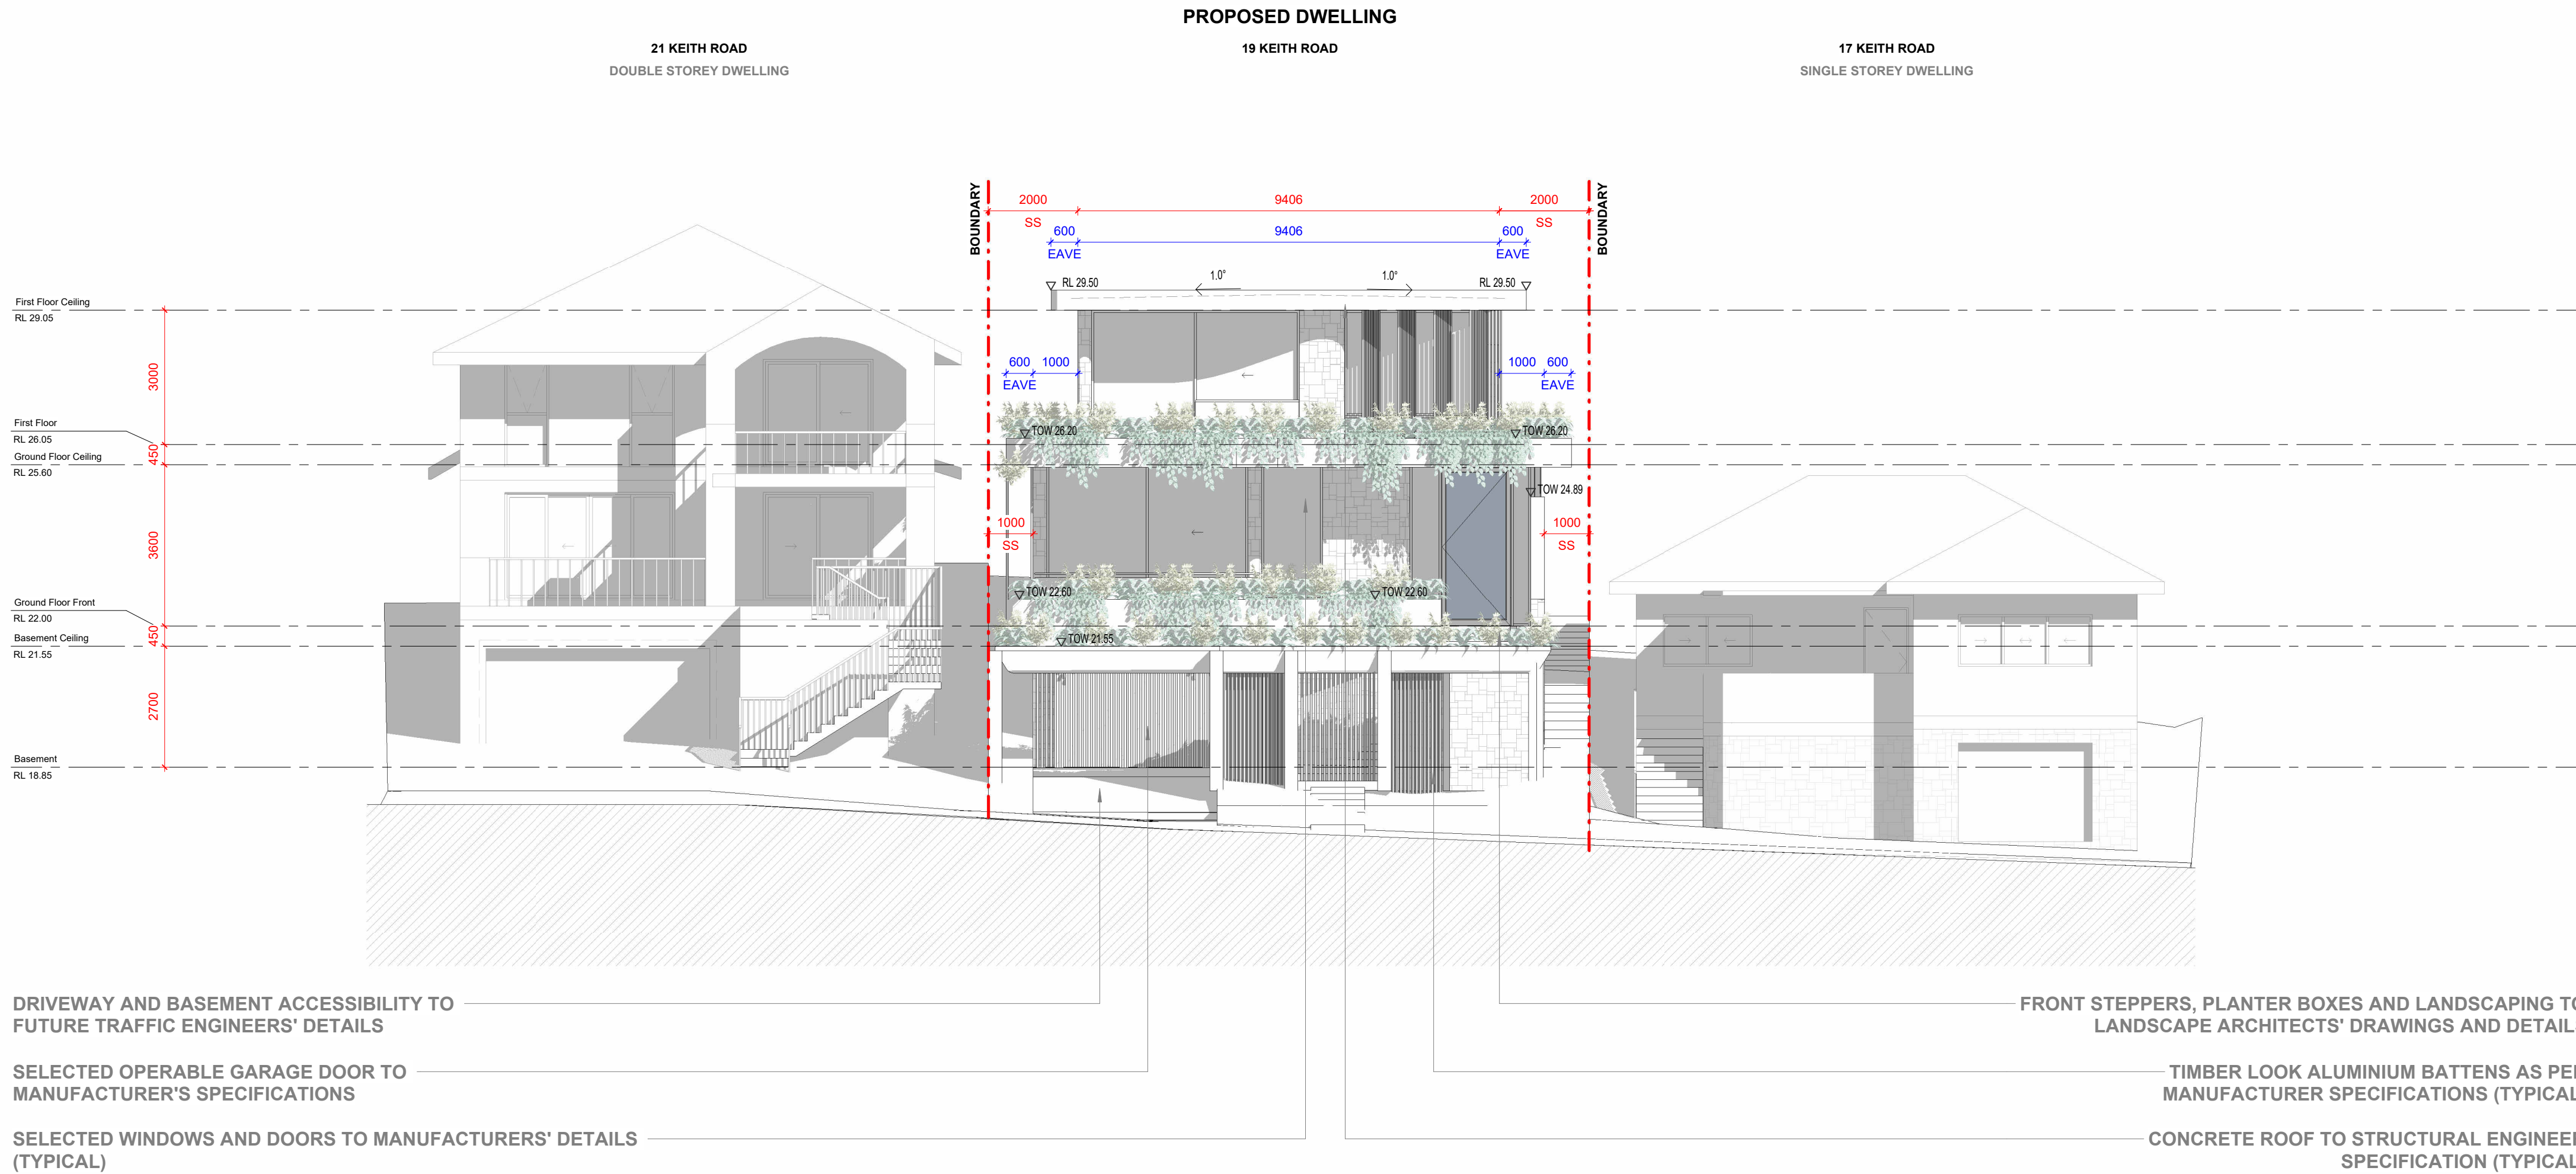 PROPOSED DWELLING
21 KEITH ROAD
19 KEITH ROAD
17 KEITH ROAD
DOUBLE STOREY DWELLING
SINGLE STOREY DWELLING
BOUNDARY
BOUNDARY
2000
9406
2000
SS
SS
600
9406
600
EAVE
EAVE
RL 29.50
1.0°
1.0°
RL 29.50
First Floor Ceiling
RL 29.05
3000
600
1000
1000
600
EAVE
EAVE
First Floor
RL 26.05
TOW 26.20
TOW 26.20
450
Ground Floor Ceiling
RL 25.60
TOW 24.89
3600
1000
1000
SS
SS
TOW 22.60
TOW 22.60
Ground Floor Front
RL 22.00
450
Basement Ceiling
RL 21.55
TOW 21.55
2700
Basement
RL 18.85
DRIVEWAY AND BASEMENT ACCESSIBILITY TO
FUTURE TRAFFIC ENGINEERS' DETAILS
SELECTED OPERABLE GARAGE DOOR TO
MANUFACTURER'S SPECIFICATIONS
SELECTED WINDOWS AND DOORS TO MANUFACTURERS' DETAILS
(TYPICAL)
FRONT STEPPERS, PLANTER BOXES AND LANDSCAPING TO
LANDSCAPE ARCHITECTS' DRAWINGS AND DETAIL
TIMBER LOOK ALUMINIUM BATTENS AS PE
MANUFACTURER SPECIFICATIONS (TYPICAL
CONCRETE ROOF TO STRUCTURAL ENGINEE
SPECIFICATION (TYPICAL